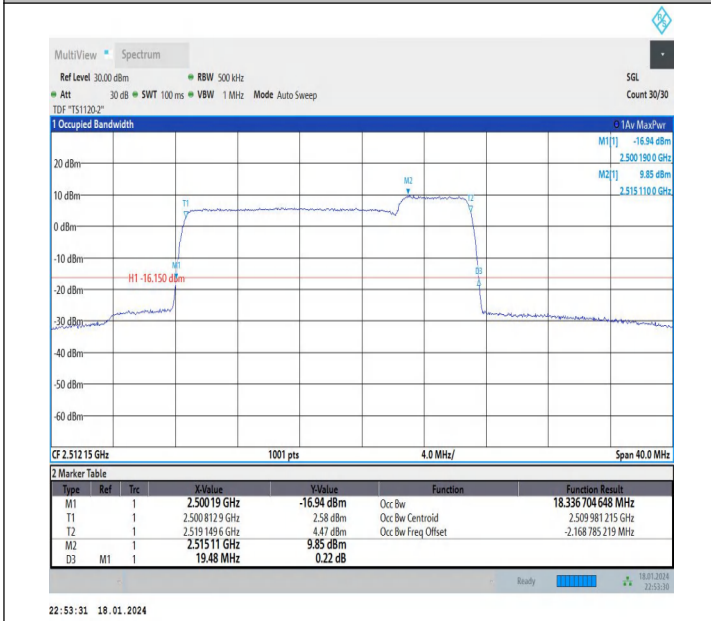 MultiView Spectrum
Ref Level 30.00 dBm RBW 500 kHz SGL
Att 30 dB SWT 100 ms VBW 1 MHz Mode Auto Sweep Count 30/30
TDF "TS1120-2"
1 Occupied Bandwidth 1Av MaxPwr
M1[1] -16.94 dBm
2.500190 0 GHz
M2[1] 9.85 dBm
2.515110 0 GHz
20 dBm
M2
10 dBm
T1
T2
0 dBm
-10 dBm
M1
D3
H1 -16.150 dBm
-20 dBm
-30 dBm
-40 dBm
-50 dBm
-60 dBm
CF 2.512 15 GHz 1001 pts 4.0 MHz/ Span 40.0 MHz
2 Marker Table
Type Ref Trc X-Value Y-Value Function Function Result
M1 1 2.50019 GHz -16.94 dBm Occ Bw 18.336 704 648 MHz
T1 1 2.500 812 9 GHz 2.58 dBm Occ Bw Centroid 2.509 981 215 GHz
T2 1 2.519 149 6 GHz 4.47 dBm Occ Bw Freq Offset -2.168 785 219 MHz
M2 1 2.51511 GHz 9.85 dBm
D3 M1 1 19.48 MHz 0.22 dB
Ready 18.01.2024
22:53:30
22:53:31 18.01.2024